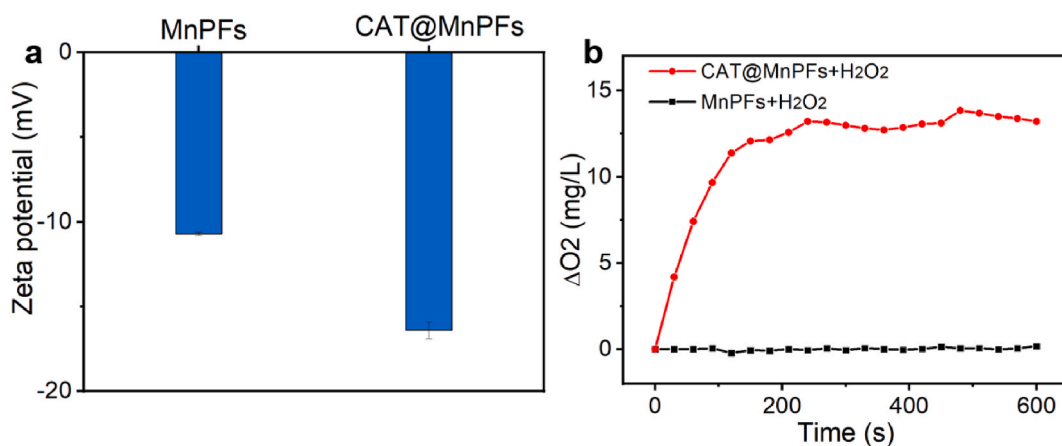 a
MnPFs
CAT@MnPFs
0
-10
-20
Zeta potential (mV)
b
CAT@MnPFs+H2O2
MnPFs+H2O2
15
10
5
0
ΔO2 (mg/L)
0
200
400
600
Time (s)